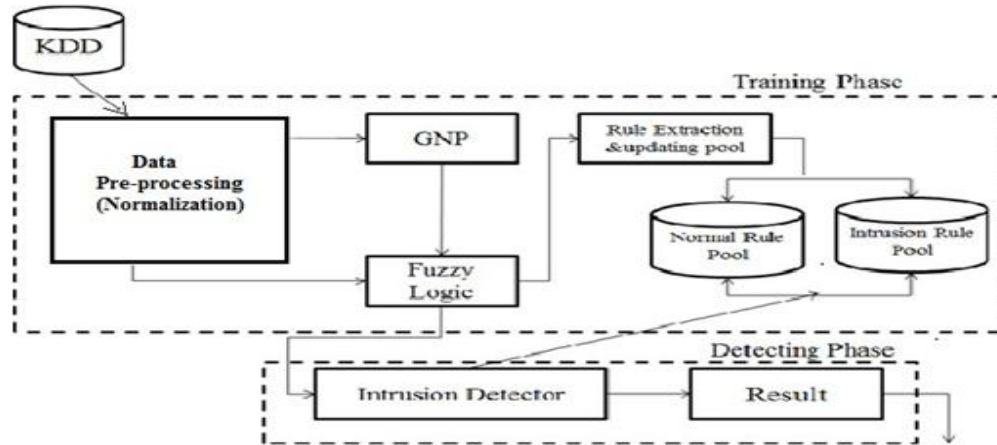 KDD
Training Phase
Data
Pre-processing
(Normalization)
GNP
Rule Extraction
&updating pool
Normal Rule
Pool
Intrusion Rule
Pool
Fuzzy
Logic
Detecting Phase
Intrusion Detector
Result